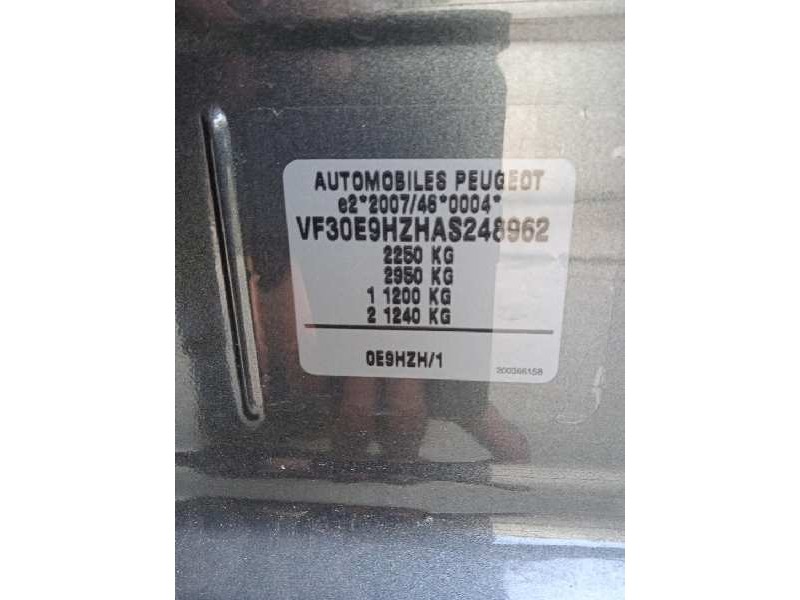 AUTOMOBILES PEUGEOT
e2*2007/46*0004*
VF30E9HZHAS248962
2250 KG
2950 KG
1 1200 KG
2 1240 KG
0E9HZH/1
200366158